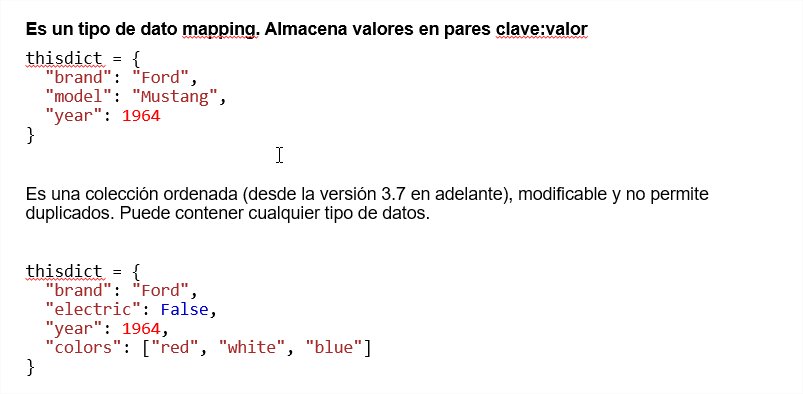 Es un tipo de dato mapping. Almacena valores en pares clave:valor
thisdict = {
  "brand": "Ford",
  "model": "Mustang",
  "year": 1964
}
Es una colección ordenada (desde la versión 3.7 en adelante), modificable y no permite
duplicados. Puede contener cualquier tipo de datos.
thisdict = {
  "brand": "Ford",
  "electric": False,
  "year": 1964,
  "colors": ["red", "white", "blue"]
}